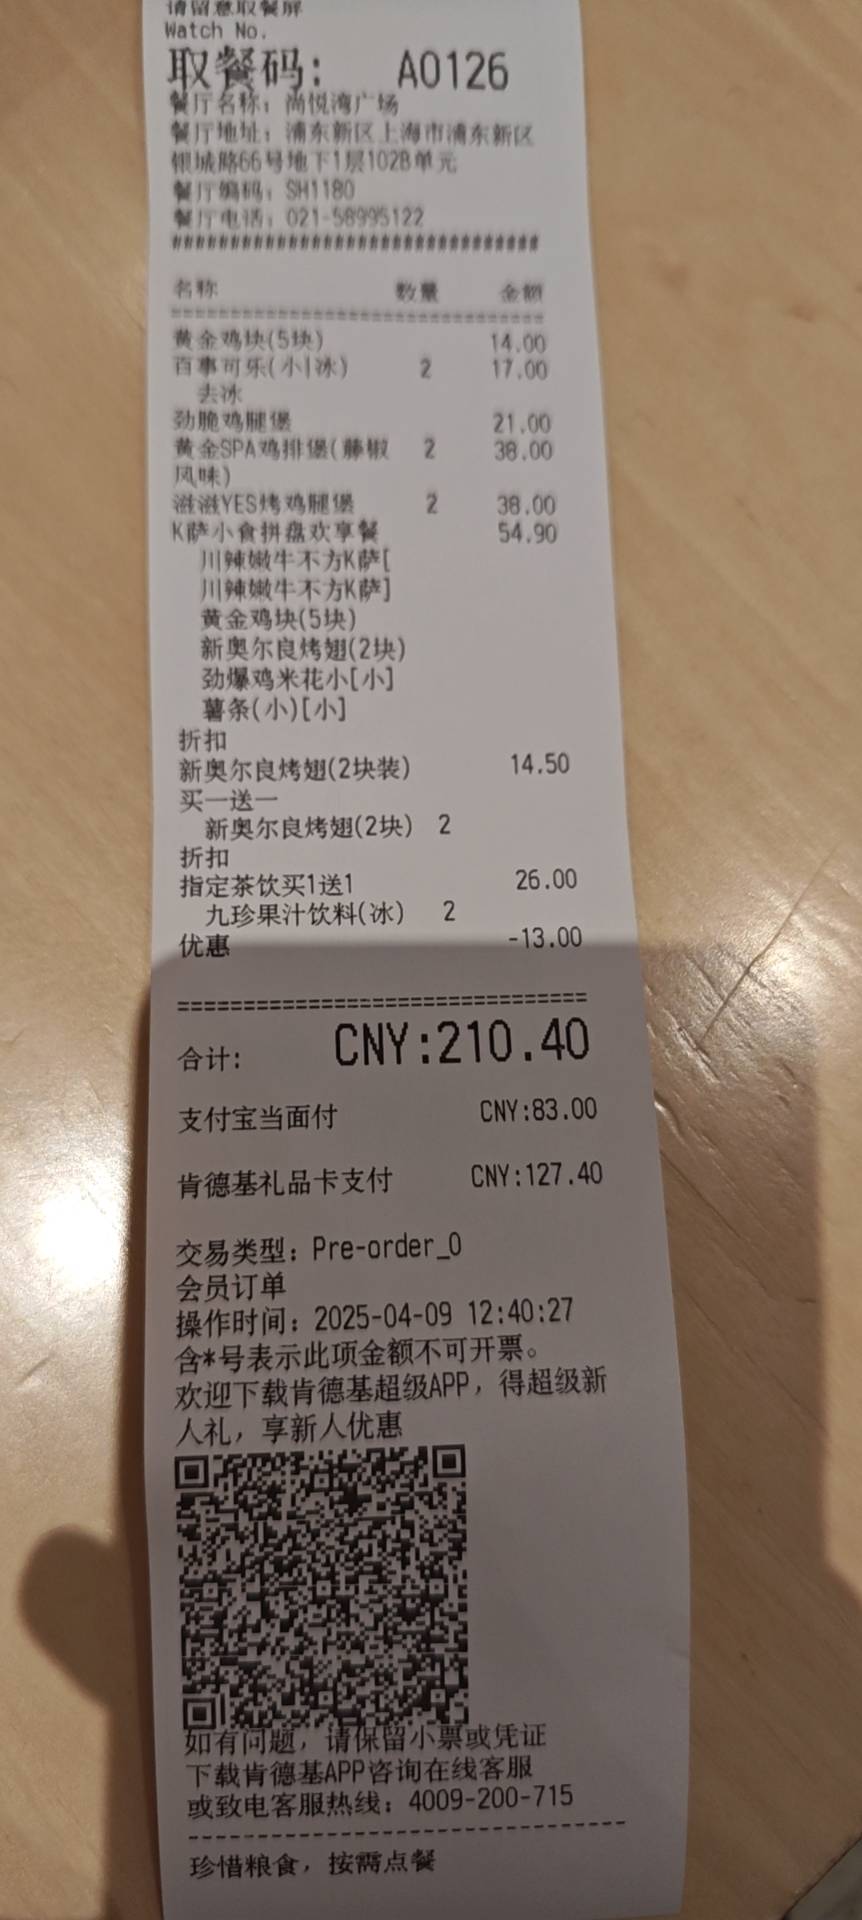 请留意取餐屏
Watch No.
取餐码： A0126
餐厅名称：尚悦湾广场
餐厅地址：浦东新区上海市浦东新区
银城路66号地下1层102B单元
餐厅编码：SH1180
餐厅电话：021-58995122
################################
名称 数量 金额
================================
黄金鸡块(5块) 14.00
百事可乐(小|冰) 2 17.00
去冰
劲脆鸡腿堡 21.00
黄金SPA鸡排堡(藤椒 2 38.00
风味)
滋滋YES烤鸡腿堡 2 38.00
K萨小食拼盘欢享餐 54.90
川辣嫩牛不方K萨[
川辣嫩牛不方K萨]
黄金鸡块(5块)
新奥尔良烤翅(2块)
劲爆鸡米花小[小]
薯条(小)[小]
折扣
新奥尔良烤翅(2块装) 14.50
买一送一
新奥尔良烤翅(2块) 2
折扣
指定茶饮买1送1 26.00
九珍果汁饮料(冰) 2
优惠 -13.00
================================
合计: CNY:210.40
支付宝当面付 CNY:83.00
肯德基礼品卡支付 CNY:127.40
交易类型：Pre-order_0
会员订单
操作时间：2025-04-09 12:40:27
含*号表示此项金额不可开票。
欢迎下载肯德基超级APP，得超级新
人礼，享新人优惠
如有问题，请保留小票或凭证
下载肯德基APP咨询在线客服
或致电客服热线：4009-200-715
--------------------------------
珍惜粮食，按需点餐